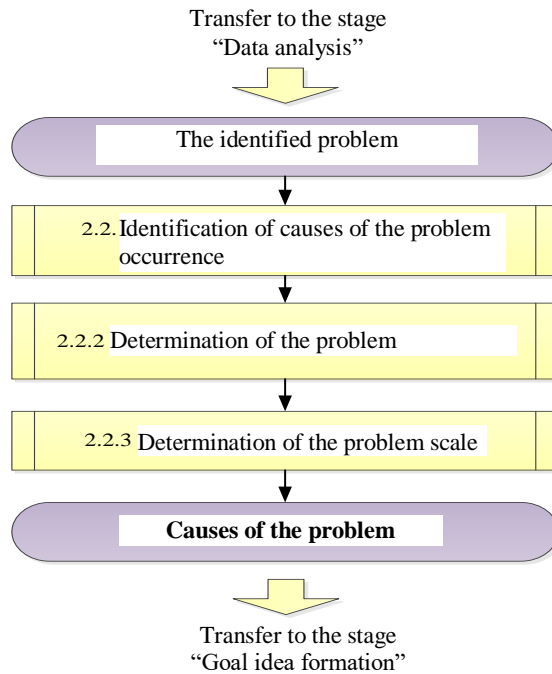 Transfer to the stage
“Data analysis”
The identified problem
2.2. Identification of causes of the problem
occurrence
2.2.2 Determination of the problem
2.2.3 Determination of the problem scale
Causes of the problem
Transfer to the stage
“Goal idea formation”